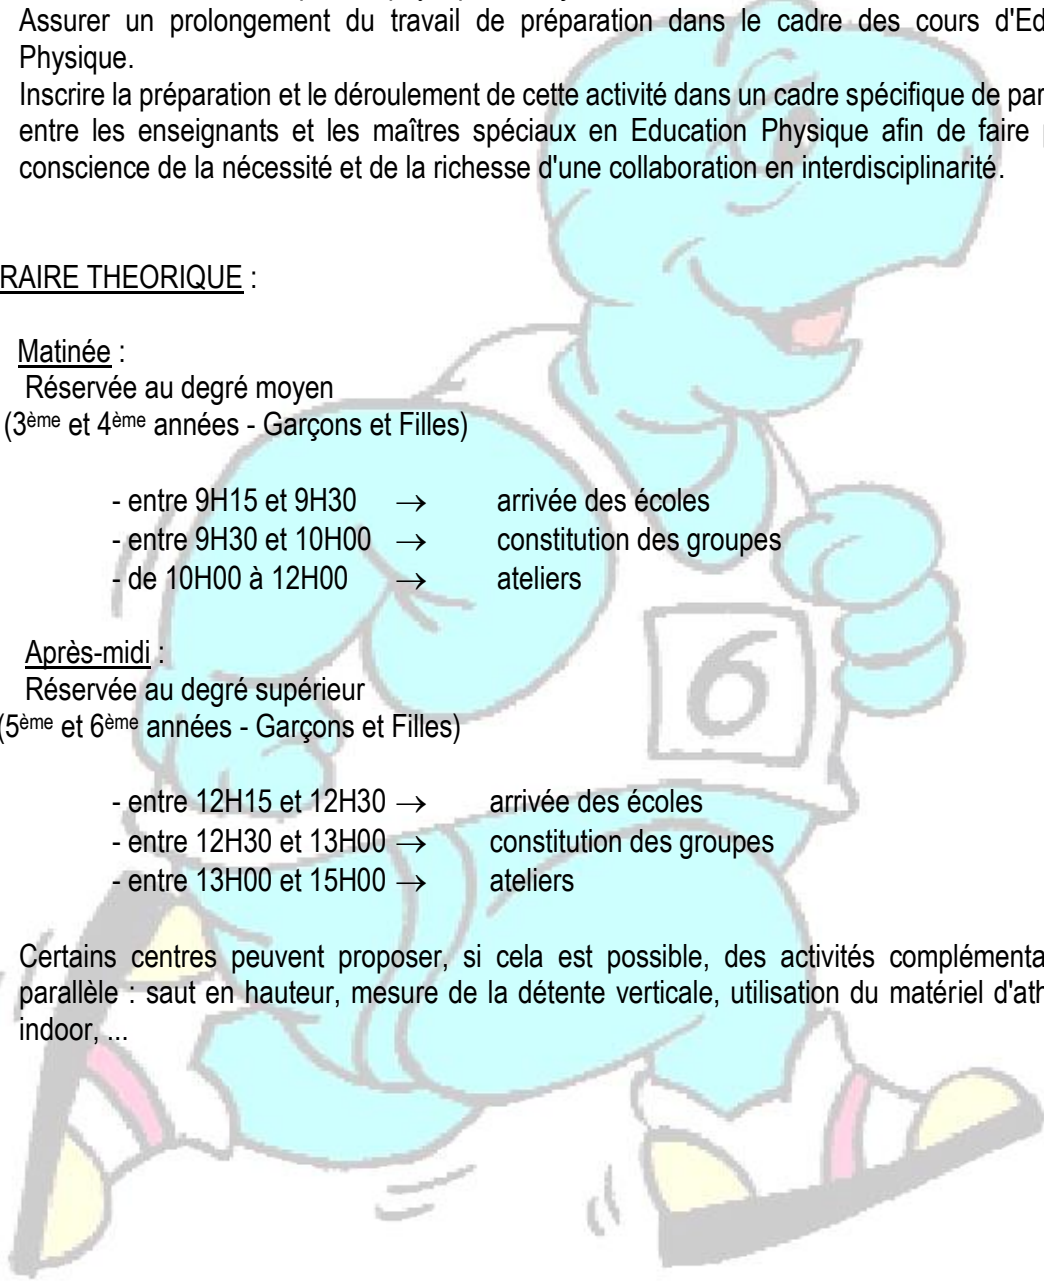 Assurer un prolongement du travail de préparation dans le cadre des cours d'Ed
Physique.
Inscrire la préparation et le déroulement de cette activité dans un cadre spécifique de par
entre les enseignants et les maîtres spéciaux en Education Physique afin de faire p
conscience de la nécessité et de la richesse d'une collaboration en interdisciplinarité.
RAIRE THEORIQUE :
Matinée :
Réservée au degré moyen
(3ème et 4ème années - Garçons et Filles)
- entre 9H15 et 9H30 → arrivée des écoles
- entre 9H30 et 10H00 → constitution des groupes
- de 10H00 à 12H00 → ateliers
Après-midi :
Réservée au degré supérieur
(5ème et 6ème années - Garçons et Filles)
6
- entre 12H15 et 12H30 → arrivée des écoles
- entre 12H30 et 13H00 → constitution des groupes
- entre 13H00 et 15H00 → ateliers
Certains centres peuvent proposer, si cela est possible, des activités complémenta
parallèle : saut en hauteur, mesure de la détente verticale, utilisation du matériel d'ath
indoor, ...